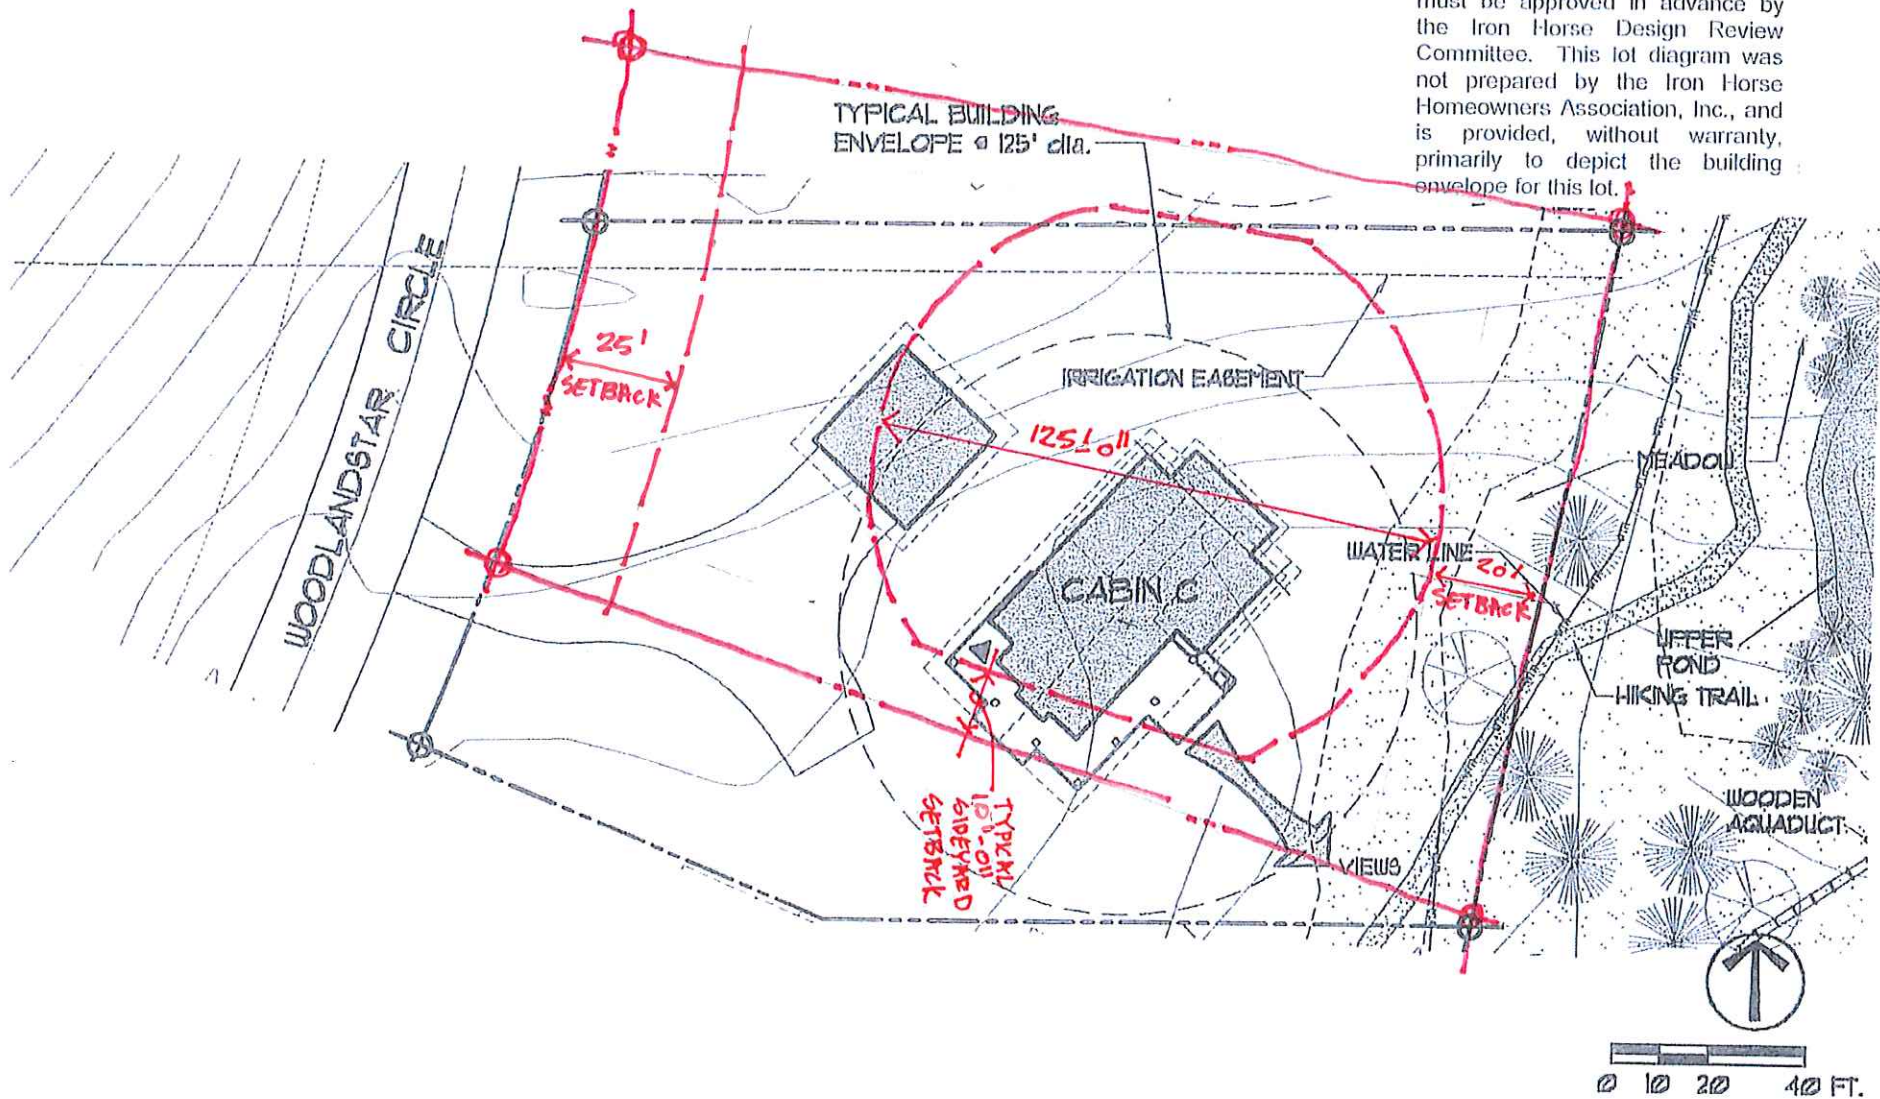 must be approved in advance by
the Iron Horse Design Review
Committee. This lot diagram was
not prepared by the Iron Horse
Homeowners Association, Inc., and
is provided, without warranty,
primarily to depict the building
envelope for this lot.
TYPICAL BUILDING
ENVELOPE @ 125' dia.
WOODLANDSTAR CIRCLE
25'
SETBACK
IRRIGATION EASEMENT
125'-0"
MEADOW
WATER LINE
20'
SETBACK
CABIN C
UPPER
POND
HIKING TRAIL
TYPICAL
10'-0"
SIDEYARD
SETBACK
WOODEN
AQUADUCT
VIEWS
0 10 20 40 FT.